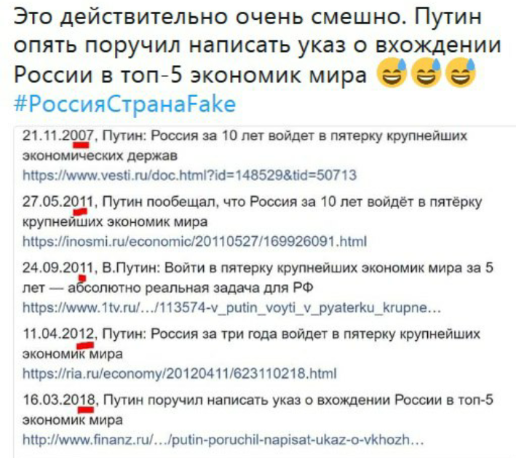 Это действительно очень смешно. Путин
опять поручил написать указ о вхождении
России в топ-5 экономик мира 😅😅😅
#РоссияСтранаFake
21.11.2007, Путин: Россия за 10 лет войдет в пятерку крупнейших
экономических держав
https://www.vesti.ru/doc.html?id=148529&tid=50713
27.05.2011, Путин пообещал, что Россия за 10 лет войдёт в пятёрку
крупнейших экономик мира
https://inosmi.ru/economic/20110527/169926091.html
24.09.2011, В.Путин: Войти в пятерку крупнейших экономик мира за 5
лет — абсолютно реальная задача для РФ
https://www.1tv.ru/.../113574-v_putin_voyti_v_pyaterku_krupne...
11.04.2012, Путин: Россия за три года войдет в пятерку крупнейших
экономик мира
https://ria.ru/economy/20120411/623110218.html
16.03.2018, Путин поручил написать указ о вхождении России в топ-5
экономик мира
http://www.finanz.ru/.../putin-poruchil-napisat-ukaz-o-vkhozh...